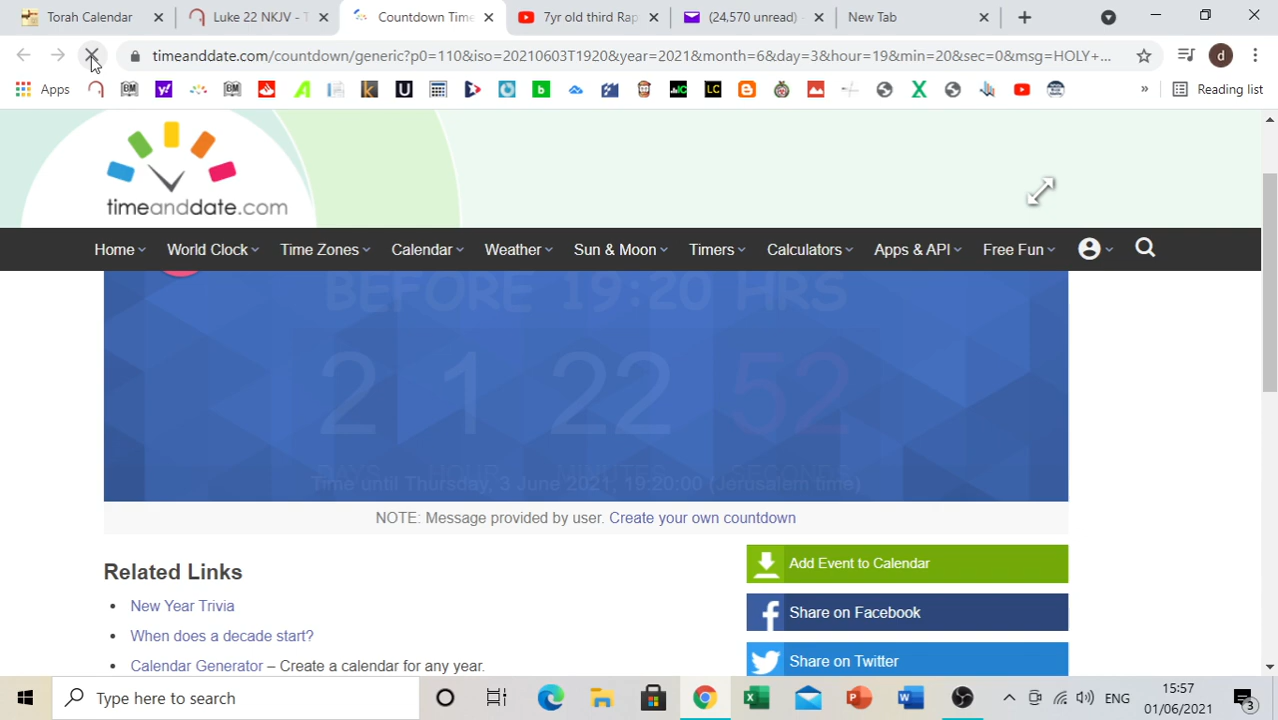 Torah Calendar
Luke 22 NKJV -
Countdown Time
7yr old third Rap
(24,570 unread)
New Tab
timeanddate.com/countdown/generic?p0=110&iso=20210603T1920&year=2021&month=6&day=3&hour=19&min=20&sec=0&msg=HOLY+...
d
Apps
Reading list
timeanddate.com
Home
World Clock
Time Zones
Calendar
Weather
Sun & Moon
Timers
Calculators
Apps & API
Free Fun
BEFORE 19:20 HRS
2 1 22 52
DAYS HOUR MINUTES SECONDS
Time until Thursday, 3 June 2021, 19:20:00 (Jerusalem time)
NOTE: Message provided by user. Create your own countdown
Related Links
• New Year Trivia
• When does a decade start?
• Calendar Generator – Create a calendar for any year.
Add Event to Calendar
Share on Facebook
Share on Twitter
Type here to search
ENG
15:57
01/06/2021
3